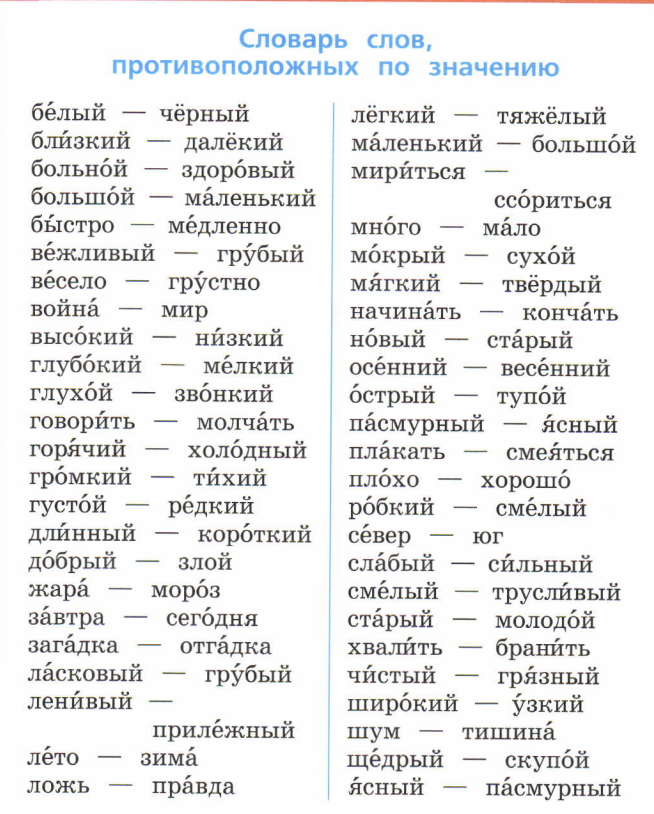 Словарь слов,
противоположных по значению
бе́лый — чёрный
бли́зкий — далёкий
больно́й — здоро́вый
большо́й — ма́ленький
бы́стро — ме́дленно
ве́жливый — гру́бый
ве́село — гру́стно
война́ — мир
высо́кий — ни́зкий
глубо́кий — ме́лкий
глухо́й — зво́нкий
говори́ть — молча́ть
горя́чий — холо́дный
гро́мкий — ти́хий
густо́й — ре́дкий
дли́нный — коро́ткий
до́брый — злой
жара́ — моро́з
за́втра — сего́дня
зага́дка — отга́дка
ла́сковый — гру́бый
лени́вый —
приле́жный
ле́то — зима́
ложь — пра́вда
лёгкий — тяжёлый
ма́ленький — большо́й
мири́ться —
ссо́риться
мно́го — ма́ло
мо́крый — сухо́й
мя́гкий — твёрдый
начина́ть — конча́ть
но́вый — ста́рый
осе́нний — весе́нний
о́стрый — тупо́й
па́смурный — я́сный
пла́кать — смея́ться
пло́хо — хорошо́
ро́бкий — сме́лый
се́вер — юг
сла́бый — си́льный
сме́лый — трусли́вый
ста́рый — молодо́й
хвали́ть — брани́ть
чи́стый — гря́зный
широ́кий — у́зкий
шум — тишина́
ще́дрый — скупо́й
я́сный — па́смурный